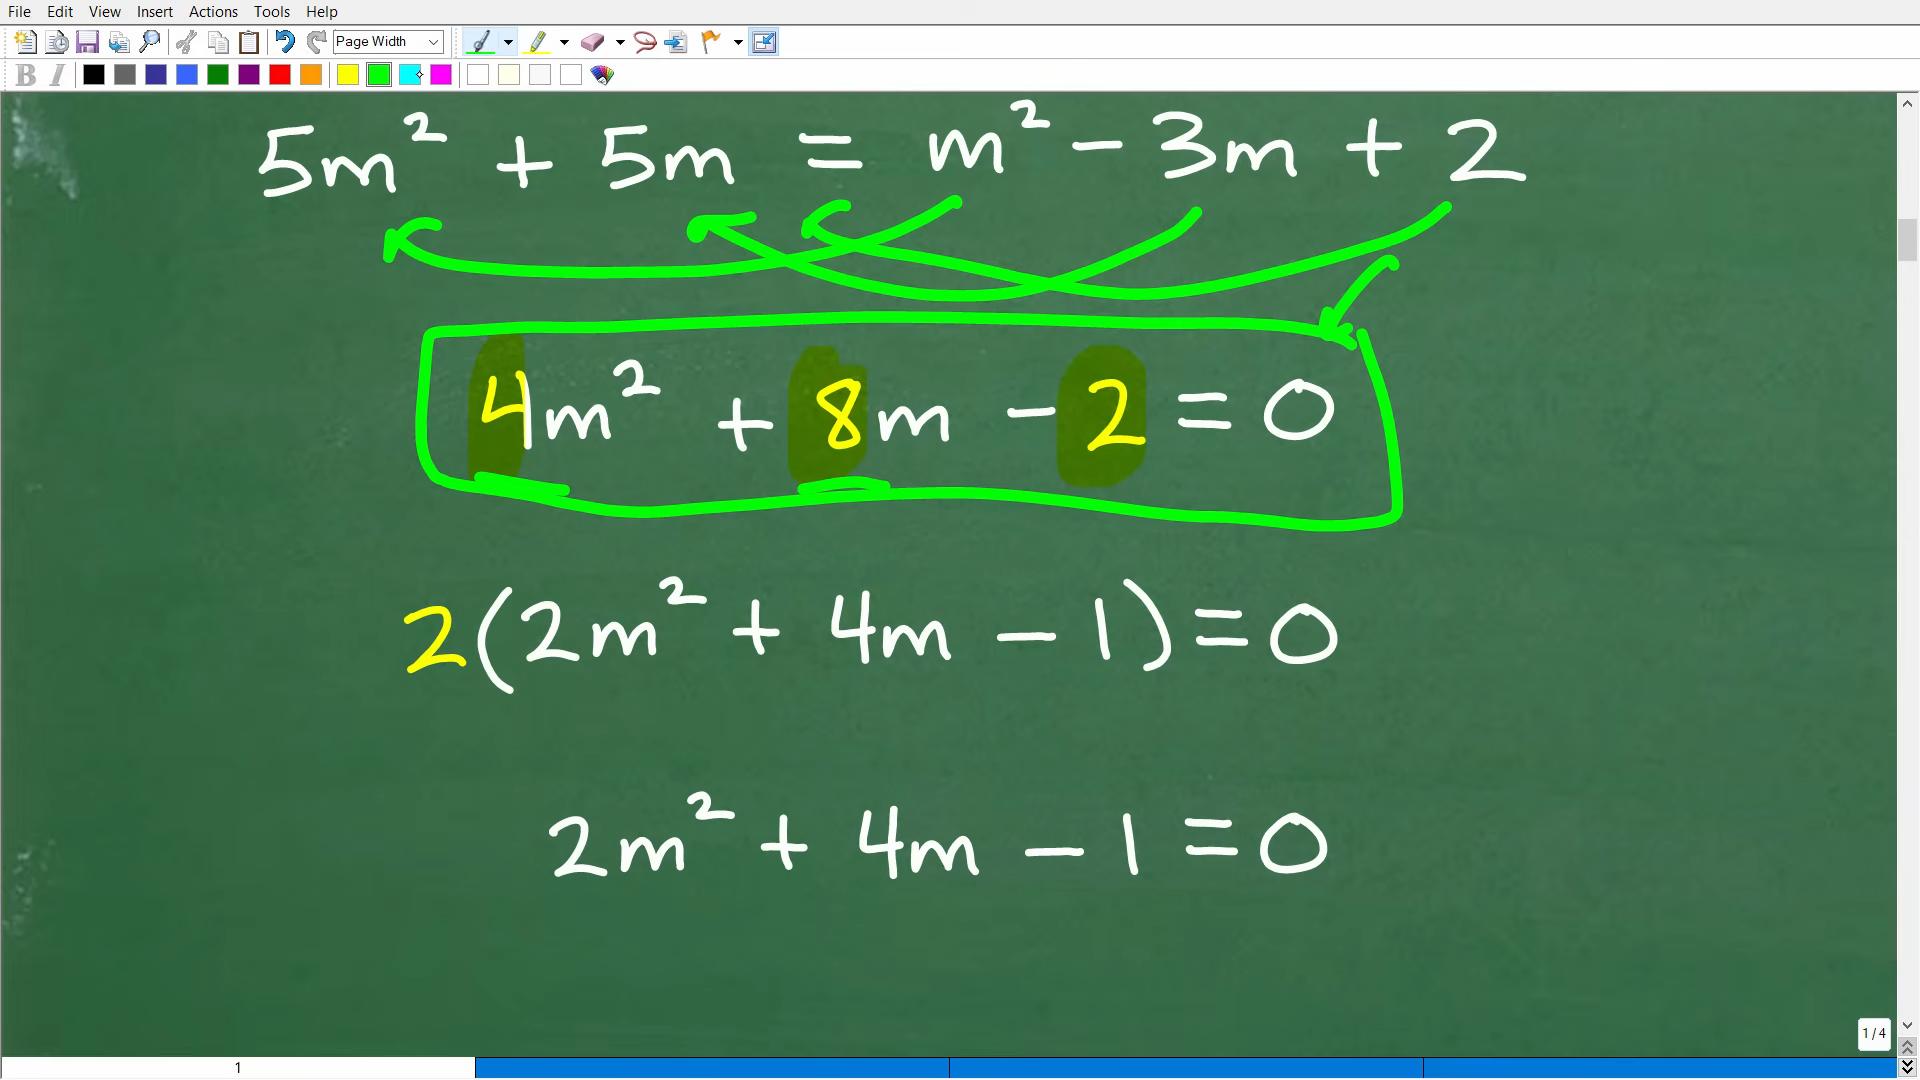 File Edit View Insert Actions Tools Help
Page Width
B I
5m² + 5m = m² - 3m + 2
4m² + 8m - 2 = 0
2(2m² + 4m - 1) = 0
2m² + 4m - 1 = 0
1 / 4
1